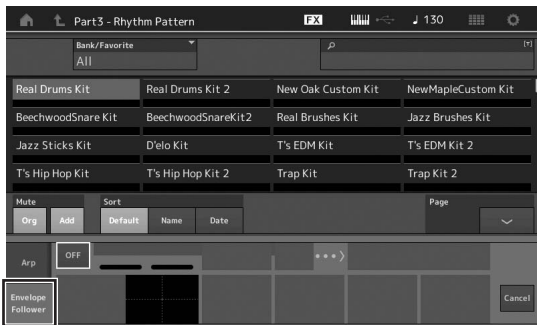 Part3 - Rhythm Pattern FX ♩ 130
Bank/Favorite
All
[T]
Real Drums Kit Real Drums Kit 2 New Oak Custom Kit NewMapleCustom Kit
BeechwoodSnare Kit BeechwoodSnareKit2 Real Brushes Kit Jazz Brushes Kit
Jazz Sticks Kit D'elo Kit T's EDM Kit T's EDM Kit 2
T's Hip Hop Kit T's Hip Hop Kit 2 Trap Kit Trap Kit 2
Mute Sort Page
Org Add Default Name Date
Arp OFF
Envelope
Follower
Cancel